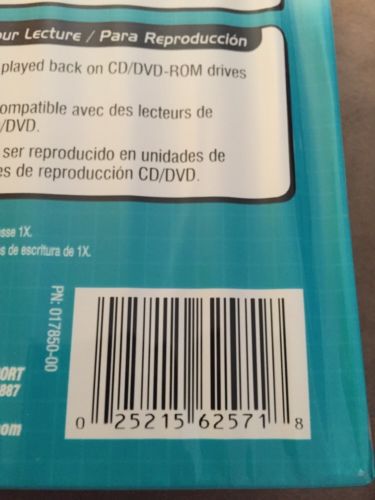 our Lecture / Para Reproducción
played back on CD/DVD-ROM drives
ompatible avec des lecteurs de
/DVD.
ser reproducido en unidades de
es de reproducción CD/DVD.
esse 1X.
s de escritura de 1X.
PN: 017850-00
ORT
887
om
0 25215 62571 8